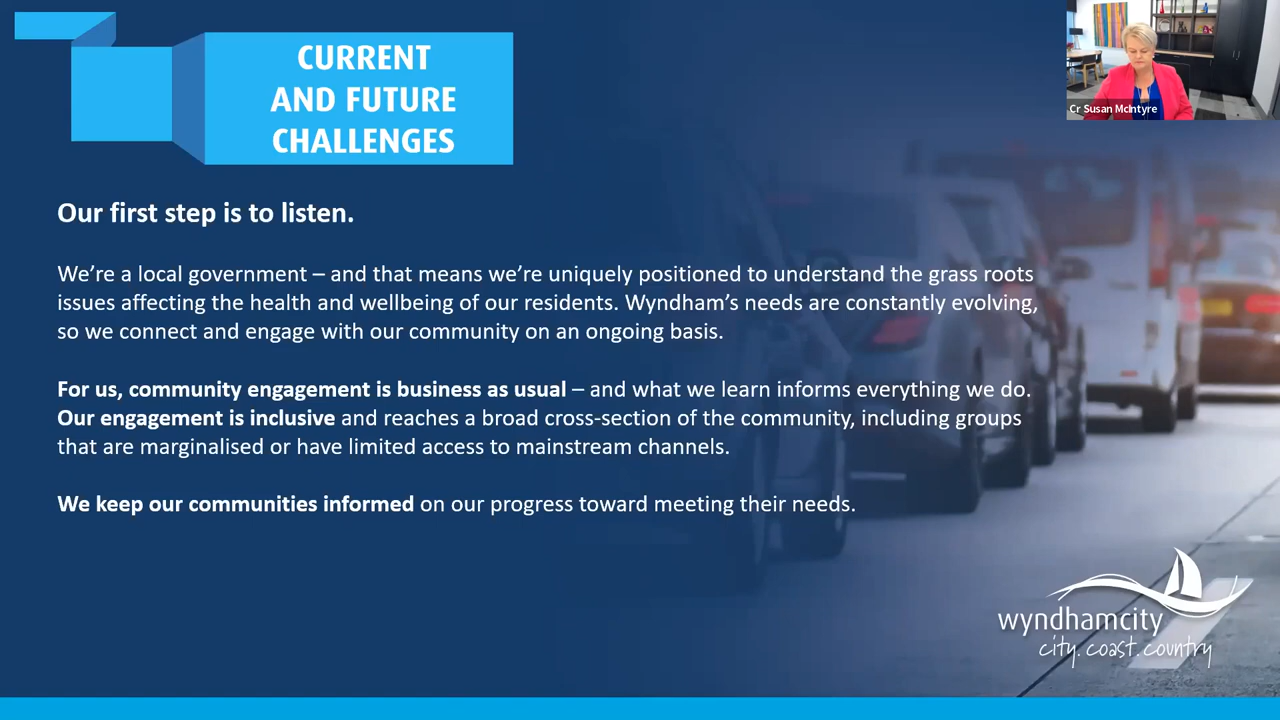 CURRENT
AND FUTURE
CHALLENGES
Cr Susan McIntyre
Our first step is to listen.
We’re a local government – and that means we’re uniquely positioned to understand the grass roots
issues affecting the health and wellbeing of our residents. Wyndham’s needs are constantly evolving,
so we connect and engage with our community on an ongoing basis.
For us, community engagement is business as usual – and what we learn informs everything we do.
Our engagement is inclusive and reaches a broad cross-section of the community, including groups
that are marginalised or have limited access to mainstream channels.
We keep our communities informed on our progress toward meeting their needs.
wyndhamcity
city. coast. country